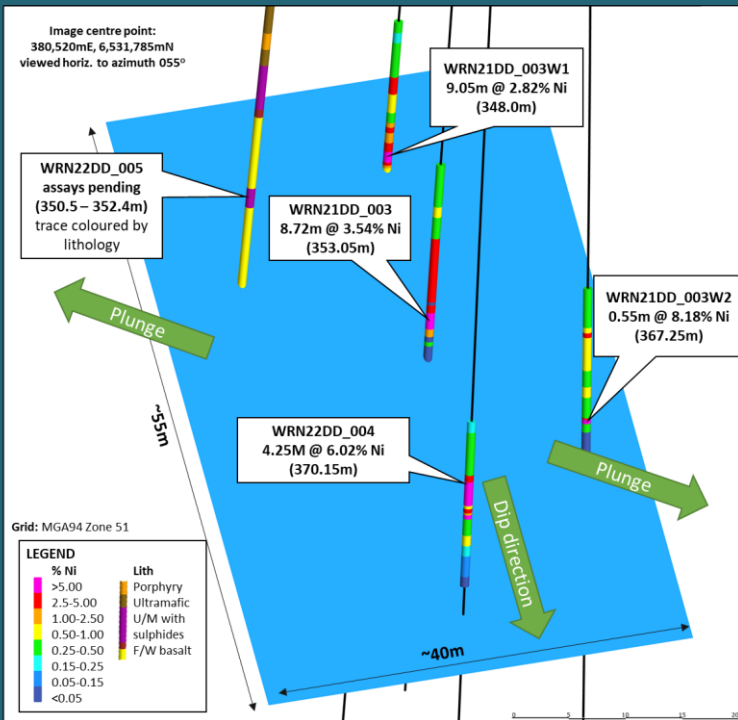 Image centre point:
380,520mE, 6,531,785mN
viewed horiz. to azimuth 055°
WRN21DD_003W1
9.05m @ 2.82% Ni
(348.0m)
WRN22DD_005
assays pending
(350.5 – 352.4m)
trace coloured by
lithology
WRN21DD_003
8.72m @ 3.54% Ni
(353.05m)
WRN21DD_003W2
0.55m @ 8.18% Ni
(367.25m)
Plunge
~55m
WRN22DD_004
4.25M @ 6.02% Ni
(370.15m)
Plunge
Dip direction
Grid: MGA94 Zone 51
LEGEND
% Ni
>5.00
2.5-5.00
1.00-2.50
0.50-1.00
0.25-0.50
0.15-0.25
0.05-0.15
<0.05
Lith
Porphyry
Ultramafic
U/M with
sulphides
F/W basalt
~40m
0 5 10 15 20